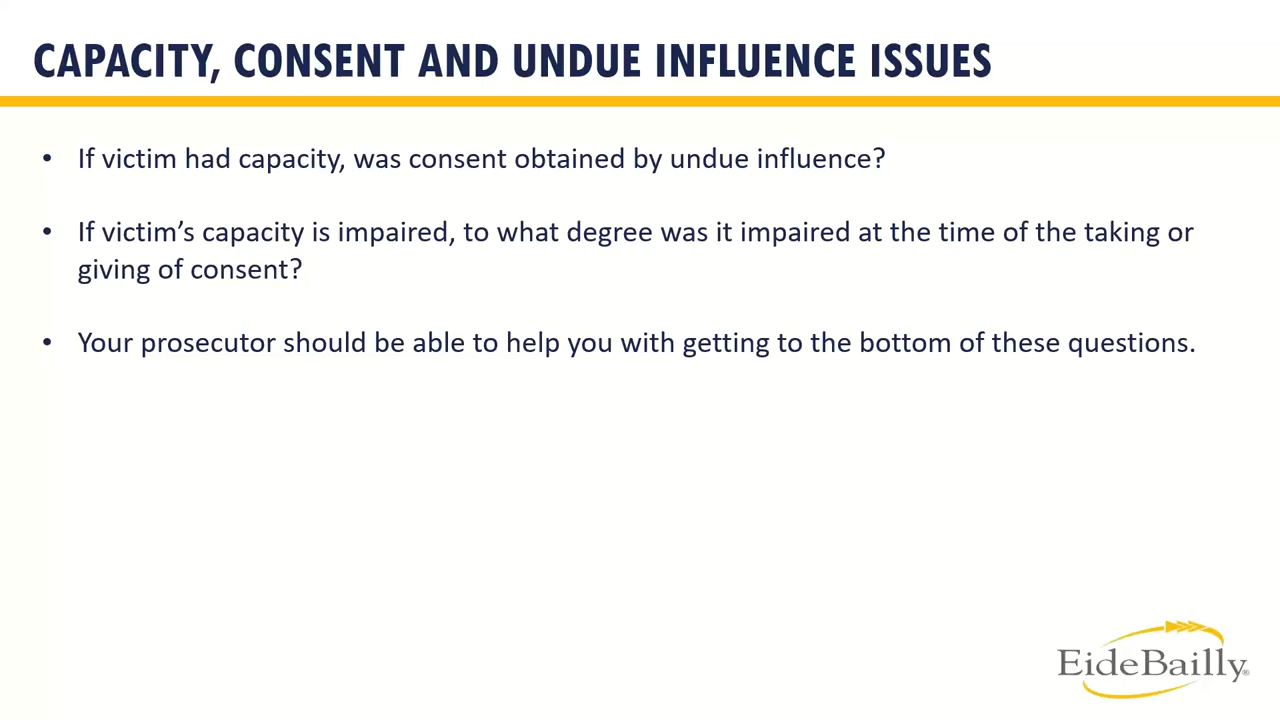 CAPACITY, CONSENT AND UNDUE INFLUENCE ISSUES
• If victim had capacity, was consent obtained by undue influence?
• If victim’s capacity is impaired, to what degree was it impaired at the time of the taking or
giving of consent?
• Your prosecutor should be able to help you with getting to the bottom of these questions.
EideBailly®